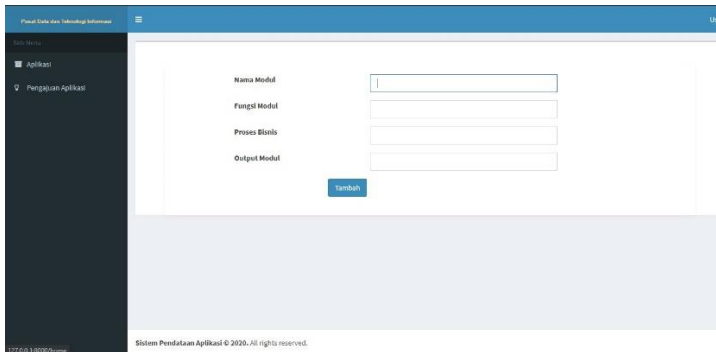 Pusat Data dan Teknologi Informasi
Aplikasi
Pengajuan Aplikasi
Nama Modul
Fungsi Modul
Proses Bisnis
Output Modul
Tambah
Sistem Pendataan Aplikasi © 2020. All rights reserved.